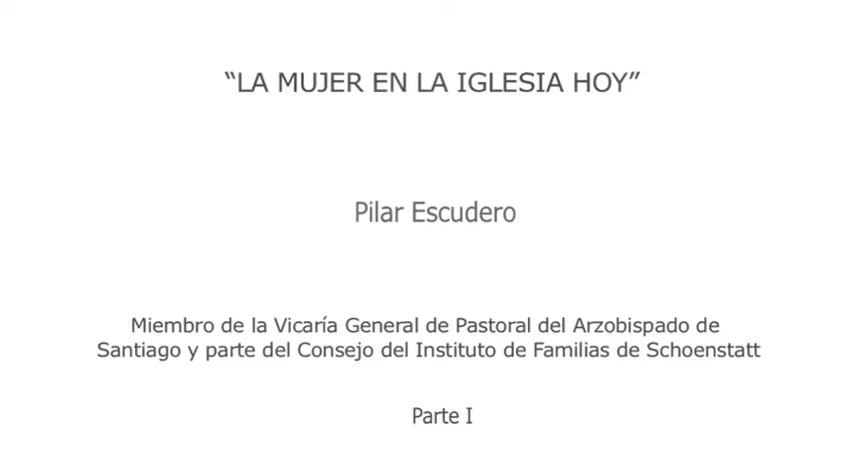 “LA MUJER EN LA IGLESIA HOY”
Pilar Escudero
Miembro de la Vicaría General de Pastoral del Arzobispado de
Santiago y parte del Consejo del Instituto de Familias de Schoenstatt
Parte I